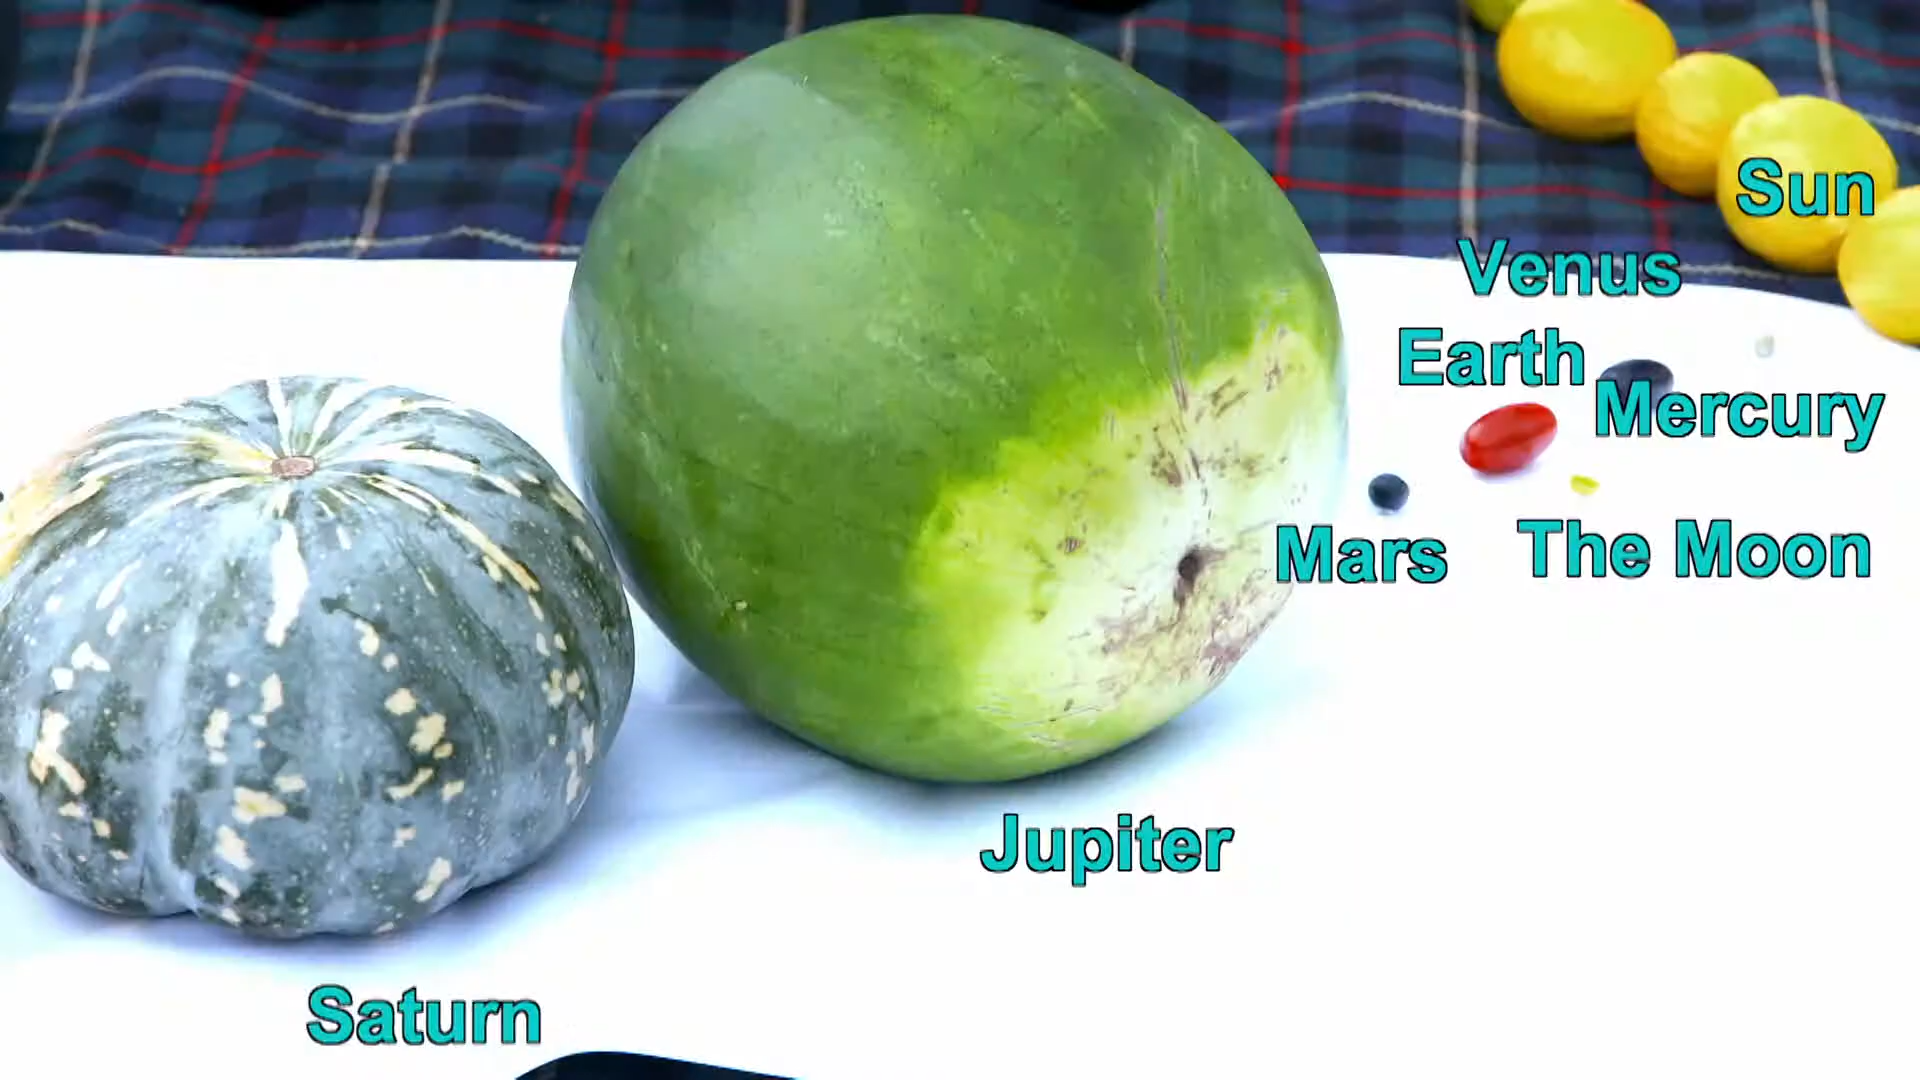 Sun
Venus
Earth
Mercury
Mars
The Moon
Jupiter
Saturn